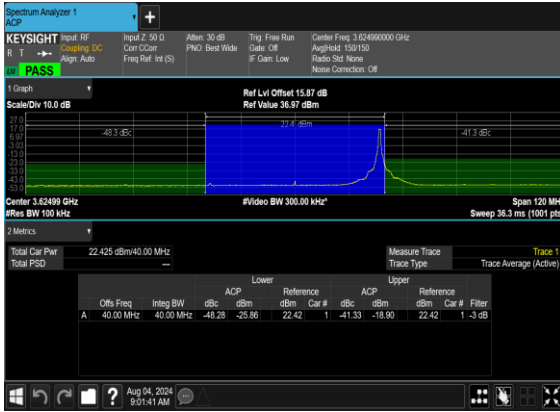 Spectrum Analyzer 1
ACP
+
KEYSIGHT Input: RF Input Z: 50 Ω Atten: 30 dB Trig: Free Run Center Freq: 3.624990000 GHz
R T Coupling: DC Corr CCorr PNO: Best Wide Gate: Off Avg|Hold: 150/150
Align: Auto Freq Ref: Int (S) IF Gain: Low Radio Std: None
PASS Noise Correction: Off
1 Graph Ref Lvl Offset 15.87 dB
Scale/Div 10.0 dB Ref Value 36.97 dBm
27.0
17.0 -48.3 dBc 22.4 dBm -41.3 dBc
6.97
-3.03
-13.0
-23.0
-33.0
-43.0
-53.0
Center 3.62499 GHz #Video BW 300.00 kHz* Span 120 MH
#Res BW 100 kHz Sweep 36.3 ms (1001 pts
2 Metrics
Total Car Pwr 22.425 dBm/40.00 MHz Measure Trace Trace 1
Total PSD --- Trace Type Trace Average (Active)
Lower Upper
ACP Reference ACP Reference
Offs Freq Integ BW dBc dBm dBm Car # dBc dBm dBm Car # Filter
A 40.00 MHz 40.00 MHz -48.28 -25.86 22.42 1 -41.33 -18.90 22.42 1 -3 dB
? Aug 04, 2024
9:01:41 AM